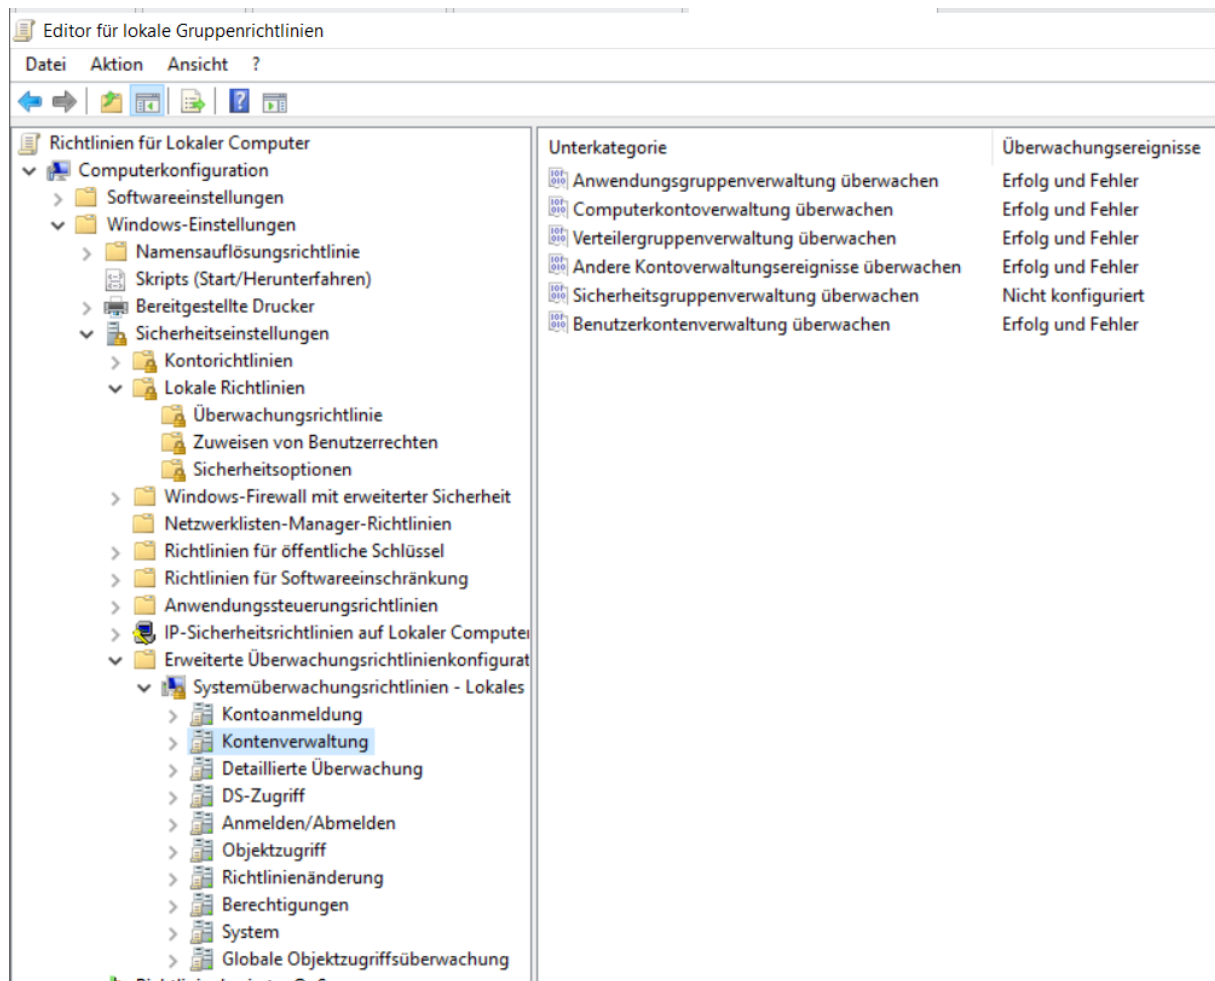 Editor für lokale Gruppenrichtlinien
Datei Aktion Ansicht ?
Richtlinien für Lokaler Computer
Computerkonfiguration
Softwareeinstellungen
Windows-Einstellungen
Namensauflösungsrichtlinie
Skripts (Start/Herunterfahren)
Bereitgestellte Drucker
Sicherheitseinstellungen
Kontorichtlinien
Lokale Richtlinien
Überwachungsrichtlinie
Zuweisen von Benutzerrechten
Sicherheitsoptionen
Windows-Firewall mit erweiterter Sicherheit
Netzwerklisten-Manager-Richtlinien
Richtlinien für öffentliche Schlüssel
Richtlinien für Softwareeinschränkung
Anwendungssteuerungsrichtlinien
IP-Sicherheitsrichtlinien auf Lokaler Computer
Erweiterte Überwachungsrichtlinienkonfigurat
Systemüberwachungsrichtlinien - Lokales
Kontoanmeldung
Kontenverwaltung
Detaillierte Überwachung
DS-Zugriff
Anmelden/Abmelden
Objektzugriff
Richtlinienänderung
Berechtigungen
System
Globale Objektzugriffsüberwachung
Unterkategorie Überwachungsereignisse
Anwendungsgruppenverwaltung überwachen Erfolg und Fehler
Computerkontoverwaltung überwachen Erfolg und Fehler
Verteilergruppenverwaltung überwachen Erfolg und Fehler
Andere Kontoverwaltungsereignisse überwachen Erfolg und Fehler
Sicherheitsgruppenverwaltung überwachen Nicht konfiguriert
Benutzerkontenverwaltung überwachen Erfolg und Fehler